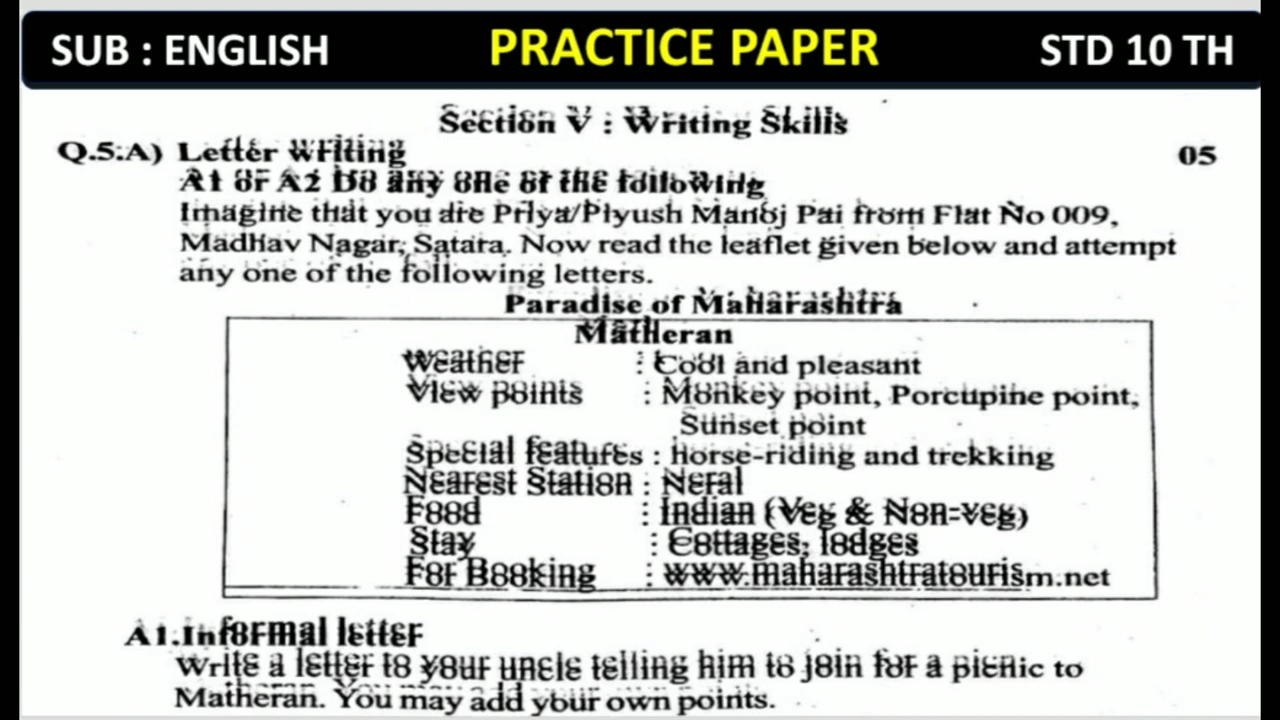 SUB : ENGLISH PRACTICE PAPER STD 10 TH
Section V : Writing Skills
Q.5.A) Letter writing 05
A1 or A2 Do any one of the following
Imagine that you are Priya/Piyush Manoj Pai from Flat No 009,
Madhav Nagar, Satara. Now read the leaflet given below and attempt
any one of the following letters.
Paradise of Maharashtra
Matheran
Weather : Cool and pleasant
View points : Monkey point, Porcupine point,
Sunset point
Special features : horse-riding and trekking
Nearest Station : Neral
Food : Indian (Veg & Non-veg)
Stay : Cottages, lodges
For Booking : www.maharashtratourism.net
A1.Informal letter
Write a letter to your uncle telling him to join for a picnic to
Matheran. You may add your own points.